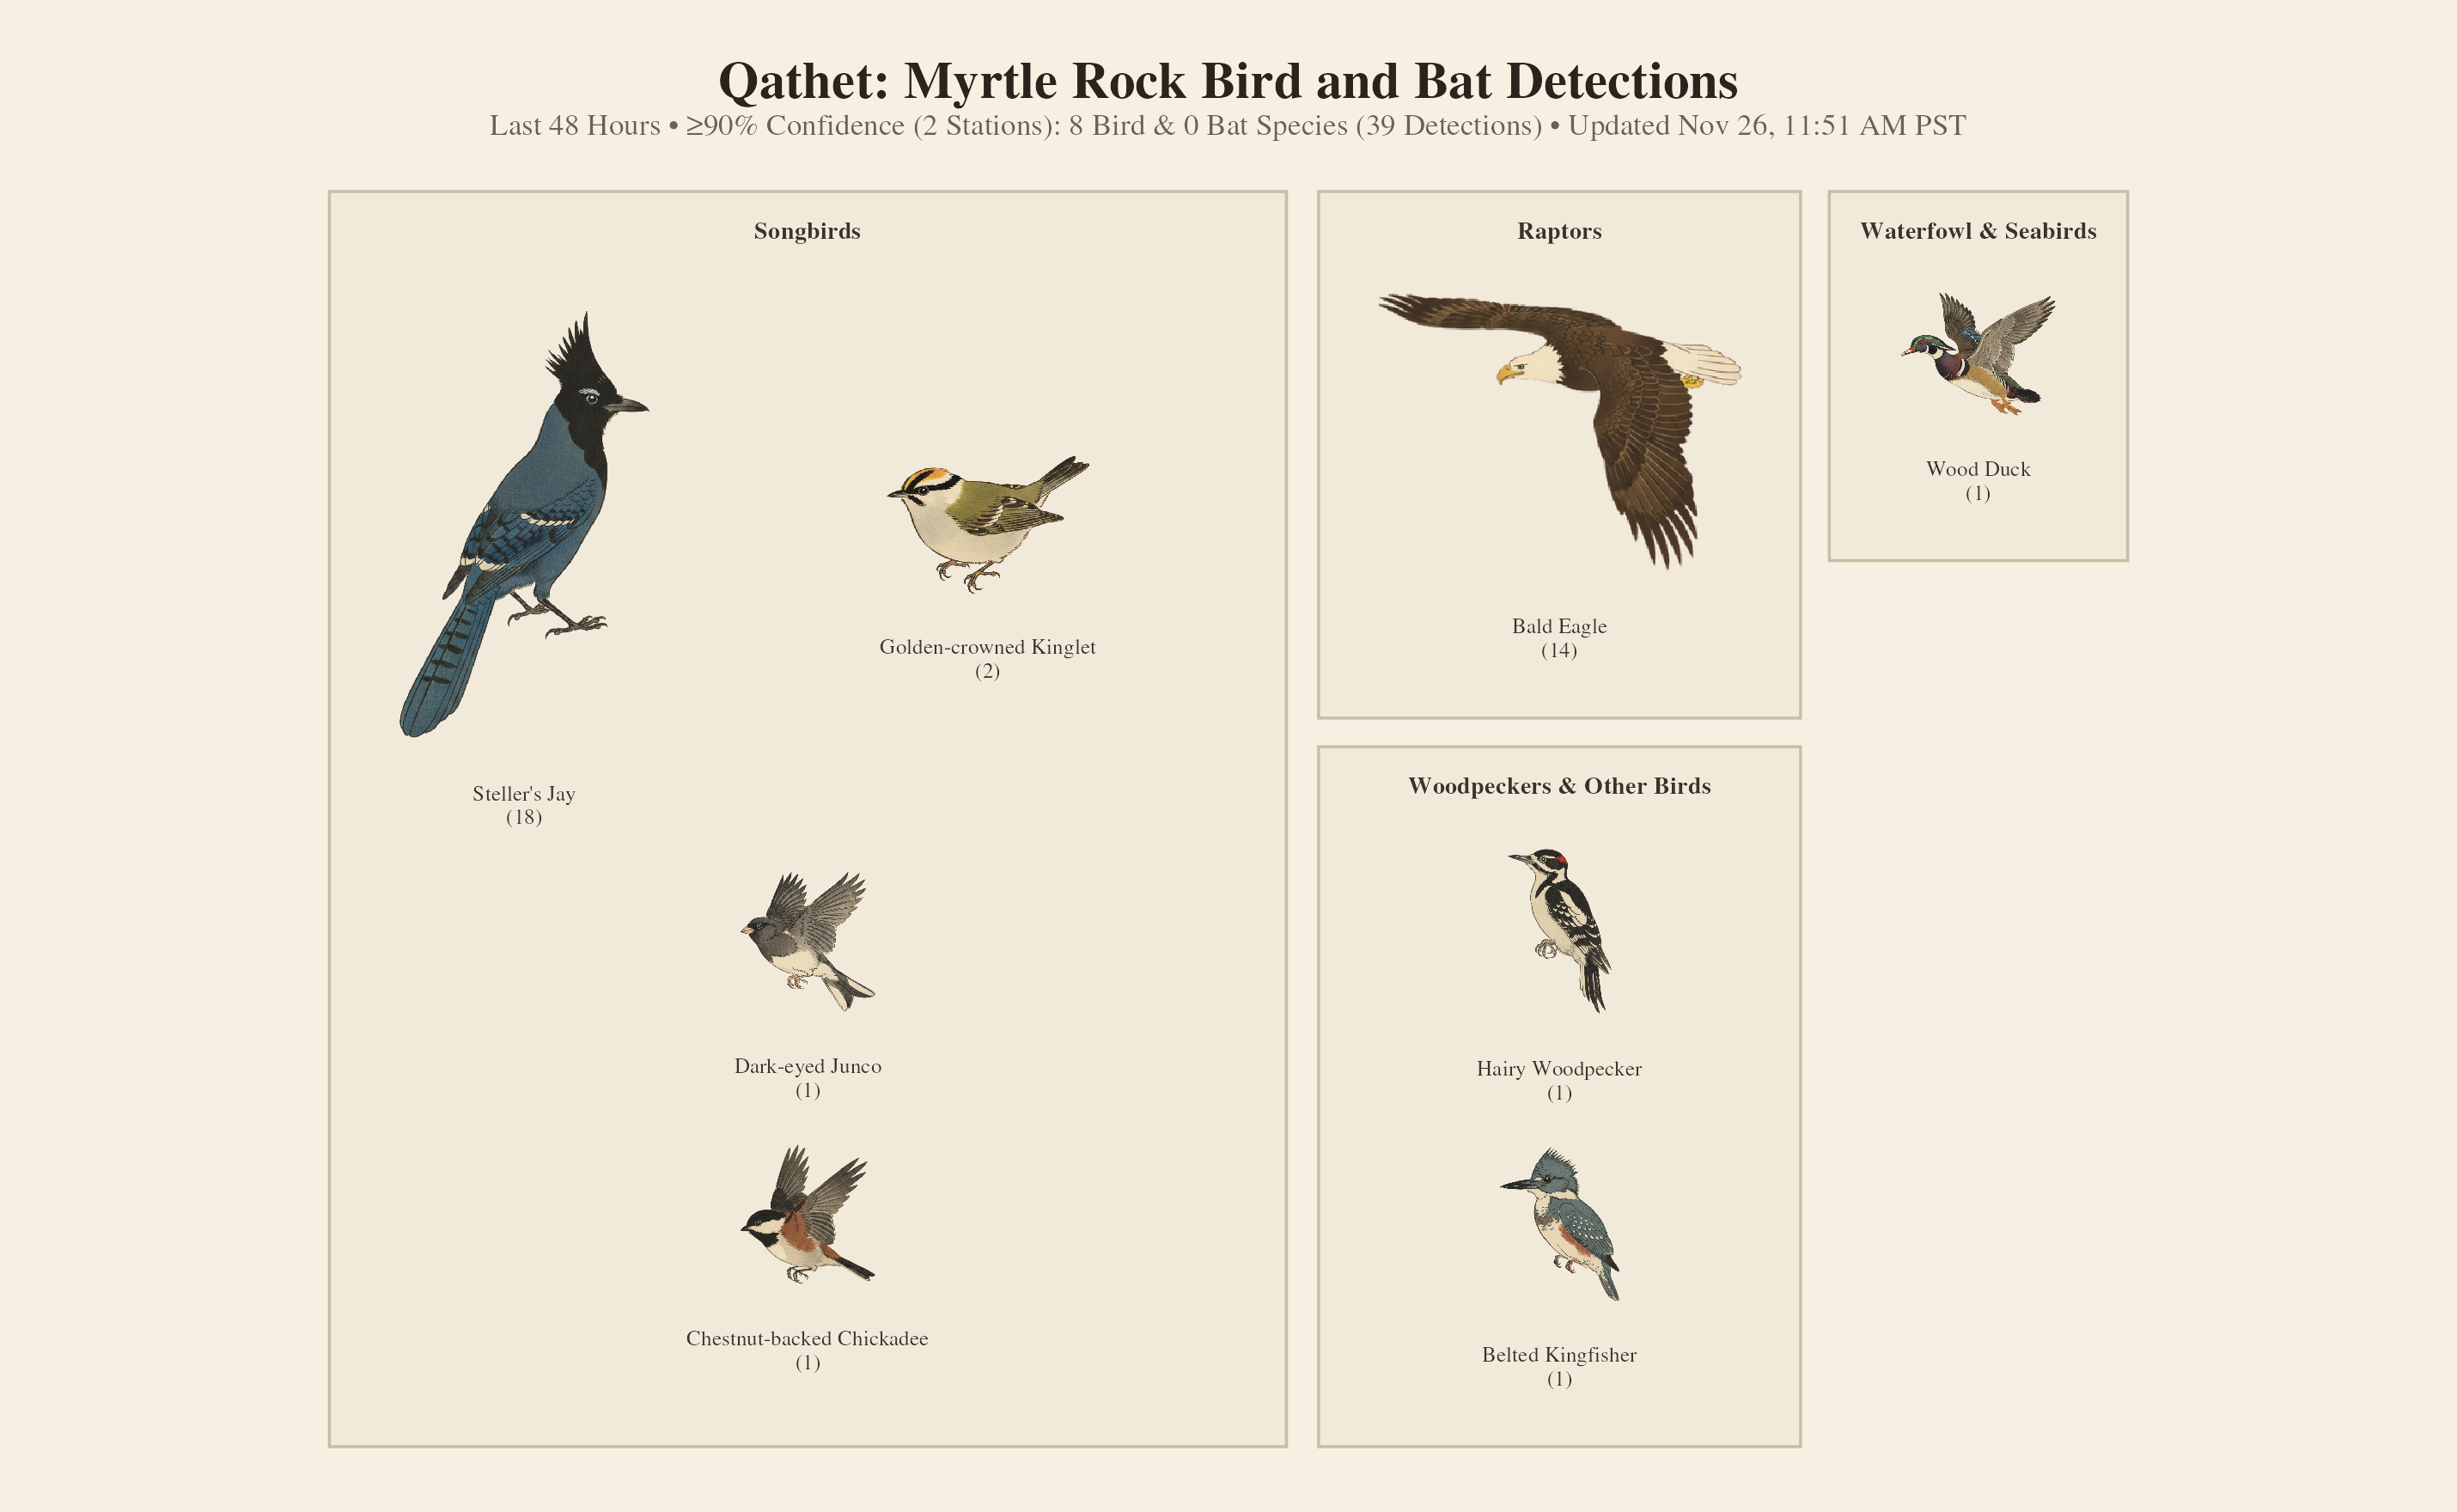 Qathet: Myrtle Rock Bird and Bat Detections
Last 48 Hours • ≥90% Confidence (2 Stations): 8 Bird & 0 Bat Species (39 Detections) • Updated Nov 26, 11:51 AM PST
Songbirds
Steller's Jay
(18)
Golden-crowned Kinglet
(2)
Dark-eyed Junco
(1)
Chestnut-backed Chickadee
(1)
Raptors
Bald Eagle
(14)
Woodpeckers & Other Birds
Hairy Woodpecker
(1)
Belted Kingfisher
(1)
Waterfowl & Seabirds
Wood Duck
(1)